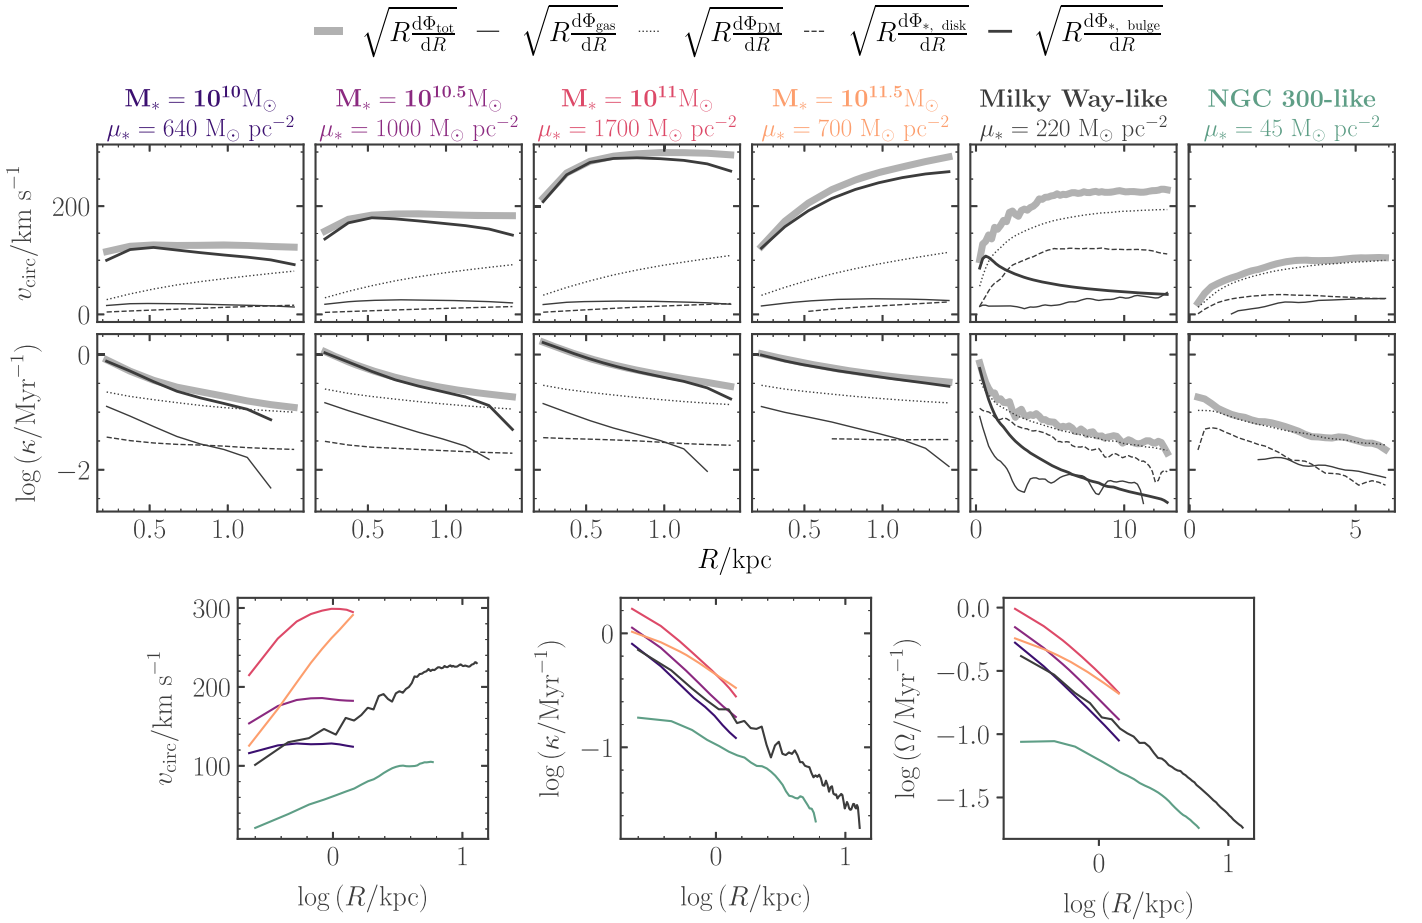 √(R dΦ_tot/dR) √(R dΦ_gas/dR) √(R dΦ_DM/dR) √(R dΦ_*, disk/dR) √(R dΦ_*, bulge/dR)
M_* = 10^10 M_⊙ M_* = 10^10.5 M_⊙ M_* = 10^11 M_⊙ M_* = 10^11.5 M_⊙ Milky Way-like NGC 300-like
μ_* = 640 M_⊙ pc^−2 μ_* = 1000 M_⊙ pc^−2 μ_* = 1700 M_⊙ pc^−2 μ_* = 700 M_⊙ pc^−2 μ_* = 220 M_⊙ pc^−2 μ_* = 45 M_⊙ pc^−2
v_circ/km s^−1
200
0
log (κ/Myr^−1)
0
−2
0.5 1.0 0.5 1.0 0.5 1.0 0.5 1.0 0 10 0 5
R/kpc
v_circ/km s^−1
300
200
100
0 1
log (R/kpc)
log (κ/Myr^−1)
0
−1
0 1
log (R/kpc)
log (Ω/Myr^−1)
0.0
−0.5
−1.0
−1.5
0 1
log (R/kpc)